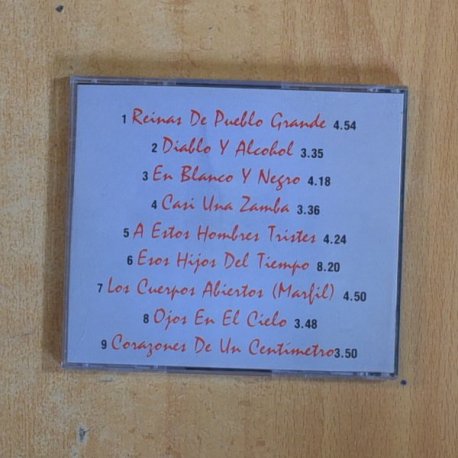 1 Reinas De Pueblo Grande 4.54
2 Diablo Y Alcohol 3.35
3 En Blanco Y Negro 4.18
4 Casi Una Zamba 3.36
5 A Estos Hombres Tristes 4.24
6 Esos Hijos Del Tiempo 8.20
7 Los Cuerpos Abiertos (Marfil) 4.50
8 Ojos En El Cielo 3.48
9 Corazones De Un Centímetro 3.50